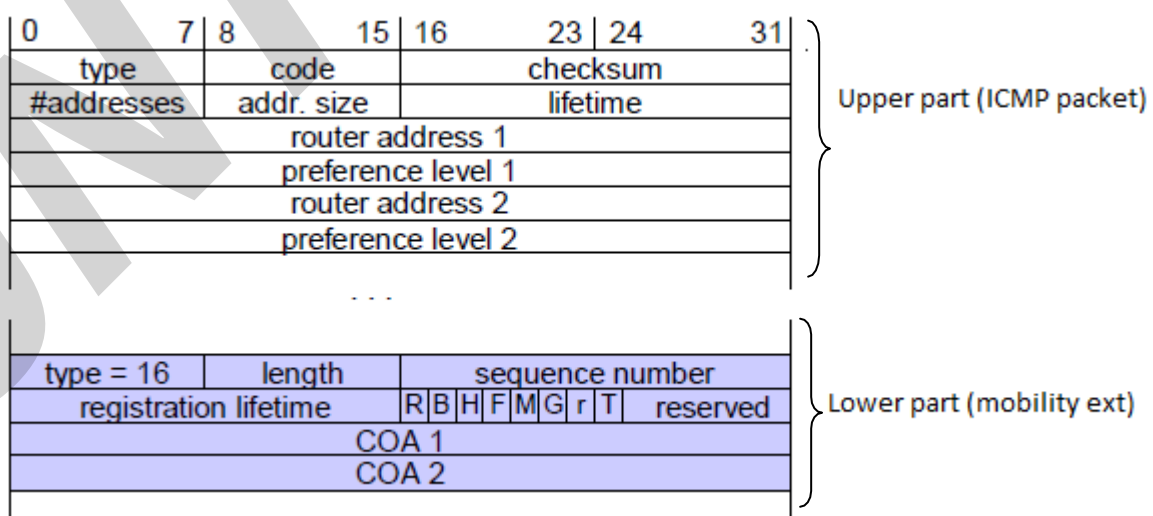 0 7 8 15 16 23 24 31
type code checksum
#addresses addr. size lifetime
router address 1
preference level 1
router address 2
preference level 2
. . .
Upper part (ICMP packet)
type = 16 length sequence number
registration lifetime R B H F M G r T reserved
COA 1
COA 2
Lower part (mobility ext)